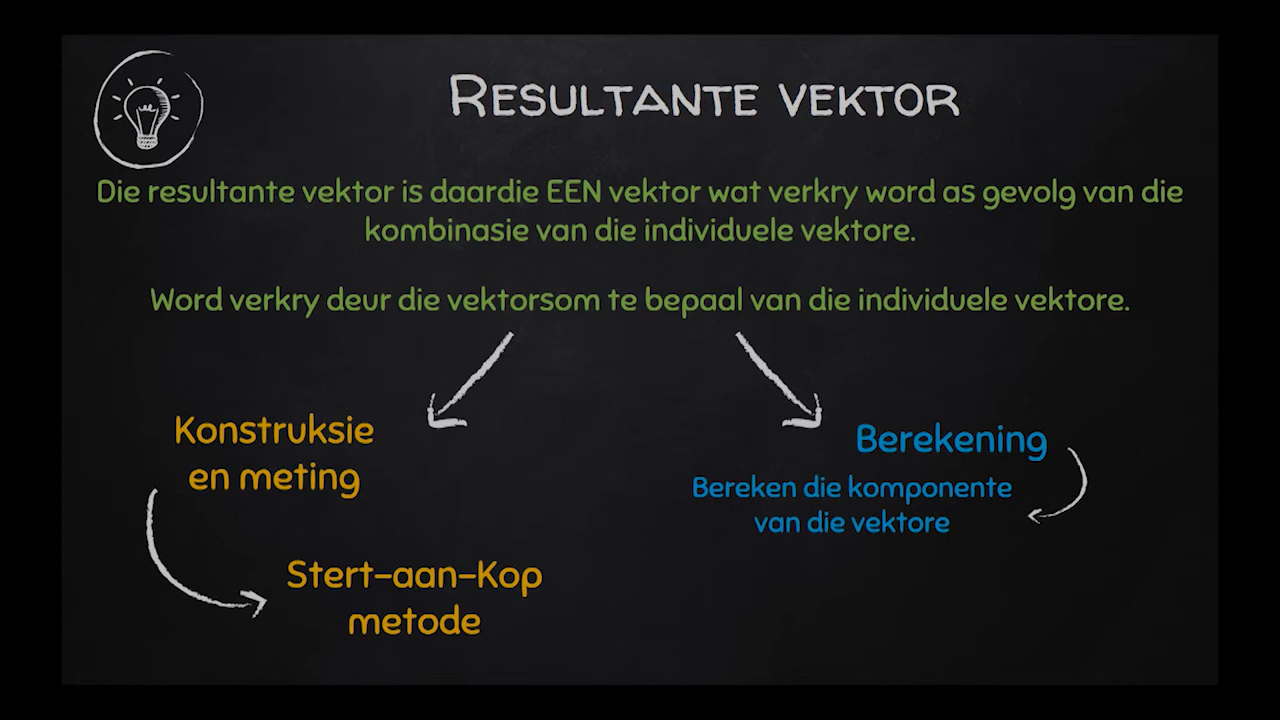 RESULTANTE VEKTOR
Die resultante vektor is daardie EEN vektor wat verkry word as gevolg van die
kombinasie van die individuele vektore.
Word verkry deur die vektorsom te bepaal van die individuele vektore.
Konstruksie
en meting
Stert-aan-Kop
metode
Berekening
Bereken die komponente
van die vektore